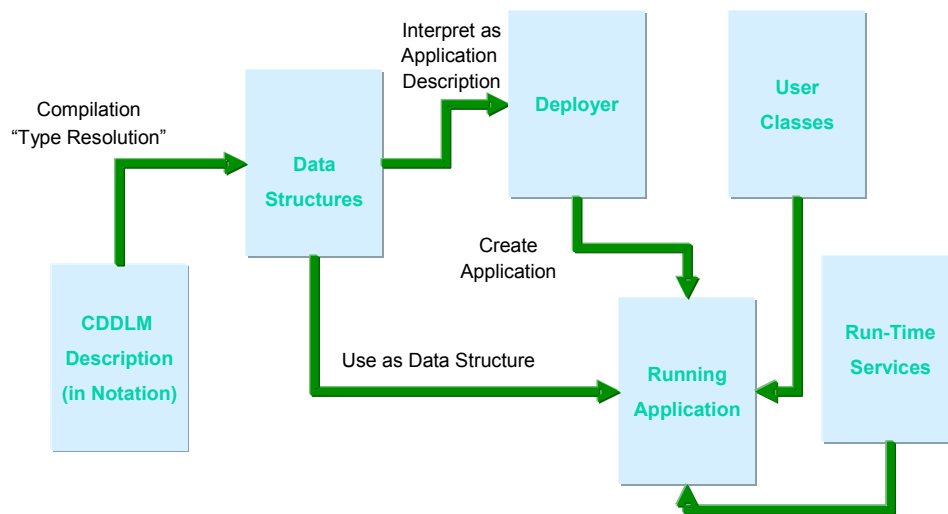 Compilation
“Type Resolution”
CDDLM
Description
(in Notation)
Data
Structures
Interpret as
Application
Description
Deployer
Create
Application
Use as Data Structure
User
Classes
Running
Application
Run-Time
Services